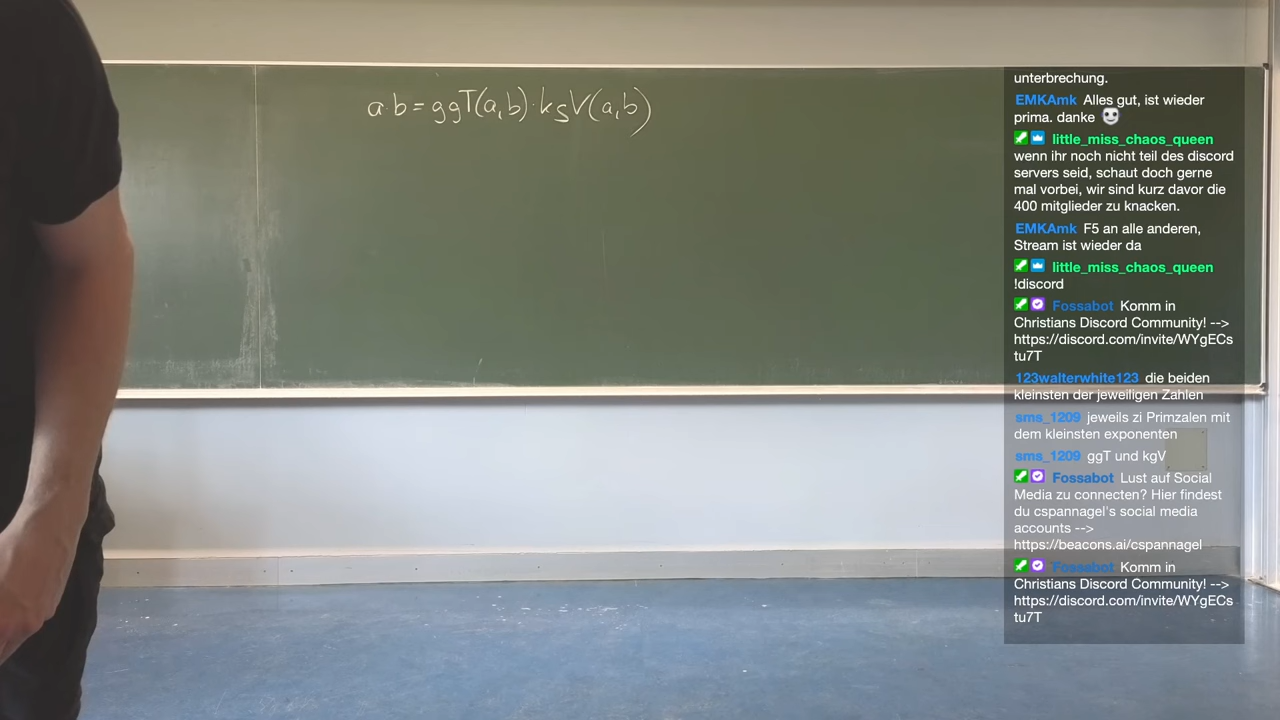 a·b = ggT(a,b)·kgV(a,b)
unterbrechung.
EMKAmk Alles gut, ist wieder
prima. danke
little_miss_chaos_queen
wenn ihr noch nicht teil des discord
servers seid, schaut doch gerne
mal vorbei, wir sind kurz davor die
400 mitglieder zu knacken.
EMKAmk F5 an alle anderen,
Stream ist wieder da
little_miss_chaos_queen
!discord
Fossabot Komm in
Christians Discord Community! -->
https://discord.com/invite/WYgECs
tu7T
123walterwhite123 die beiden
kleinsten der jeweiligen Zahlen
sms_1209 jeweils zi Primzalen mit
dem kleinsten exponenten
sms_1209 ggT und kgV
Fossabot Lust auf Social
Media zu connecten? Hier findest
du cspannagel's social media
accounts -->
https://beacons.ai/cspannagel
Fossabot Komm in
Christians Discord Community! -->
https://discord.com/invite/WYgECs
tu7T